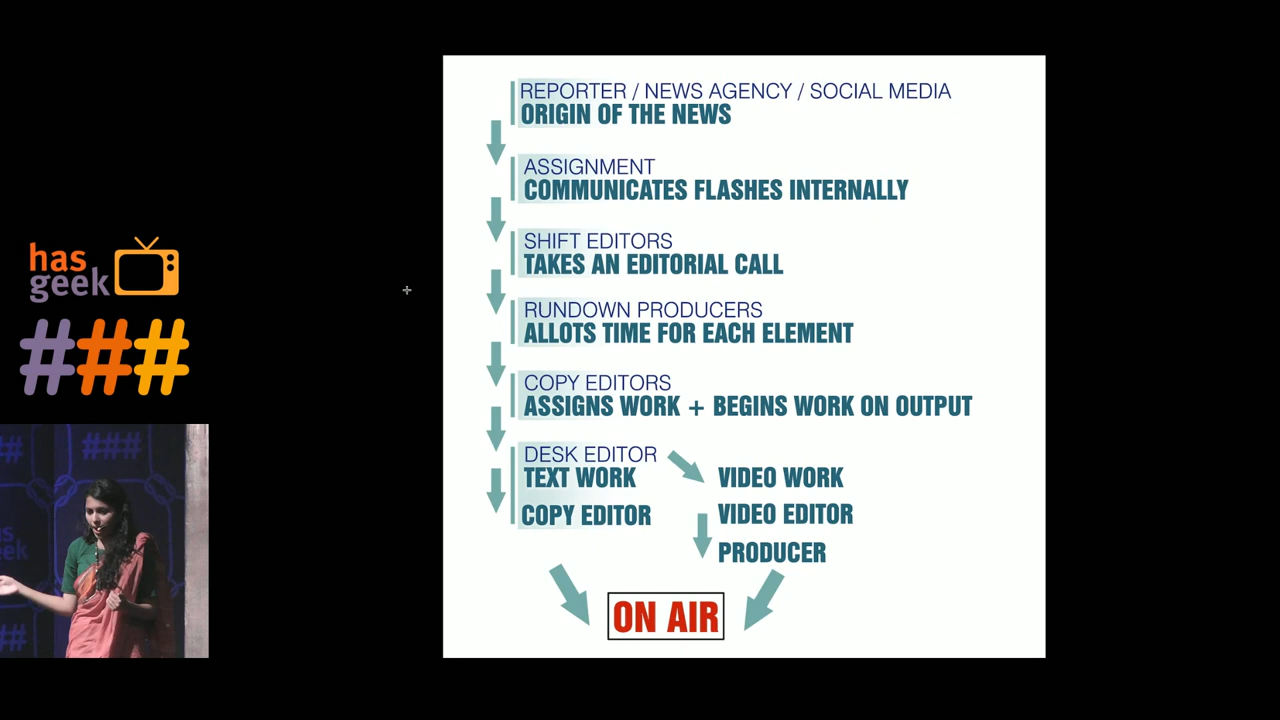 REPORTER / NEWS AGENCY / SOCIAL MEDIA
ORIGIN OF THE NEWS
ASSIGNMENT
COMMUNICATES FLASHES INTERNALLY
SHIFT EDITORS
TAKES AN EDITORIAL CALL
RUNDOWN PRODUCERS
ALLOTS TIME FOR EACH ELEMENT
COPY EDITORS
ASSIGNS WORK + BEGINS WORK ON OUTPUT
DESK EDITOR
TEXT WORK
COPY EDITOR
VIDEO WORK
VIDEO EDITOR
PRODUCER
ON AIR
has
geek
###
##
###
has
geek
##